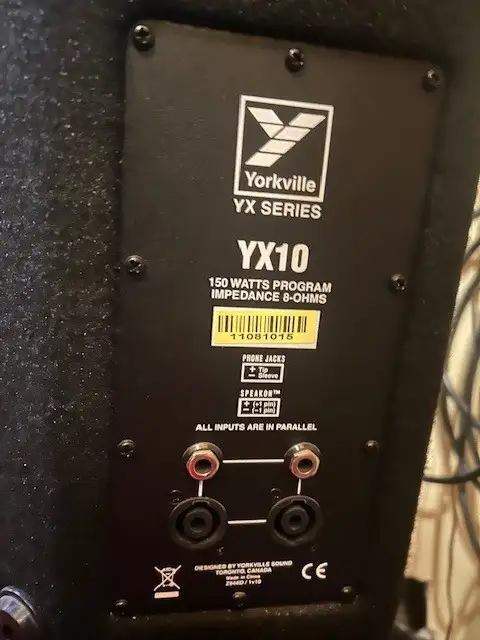 Yorkville
YX SERIES
YX10
150 WATTS PROGRAM
IMPEDANCE 8-OHMS
11081015
PHONE JACKS
+ Tip
− Sleeve
SPEAKON™
+ (+1 pin)
− (−1 pin)
ALL INPUTS ARE IN PARALLEL
DESIGNED BY YORKVILLE SOUND
TORONTO, CANADA
Made in China
CE